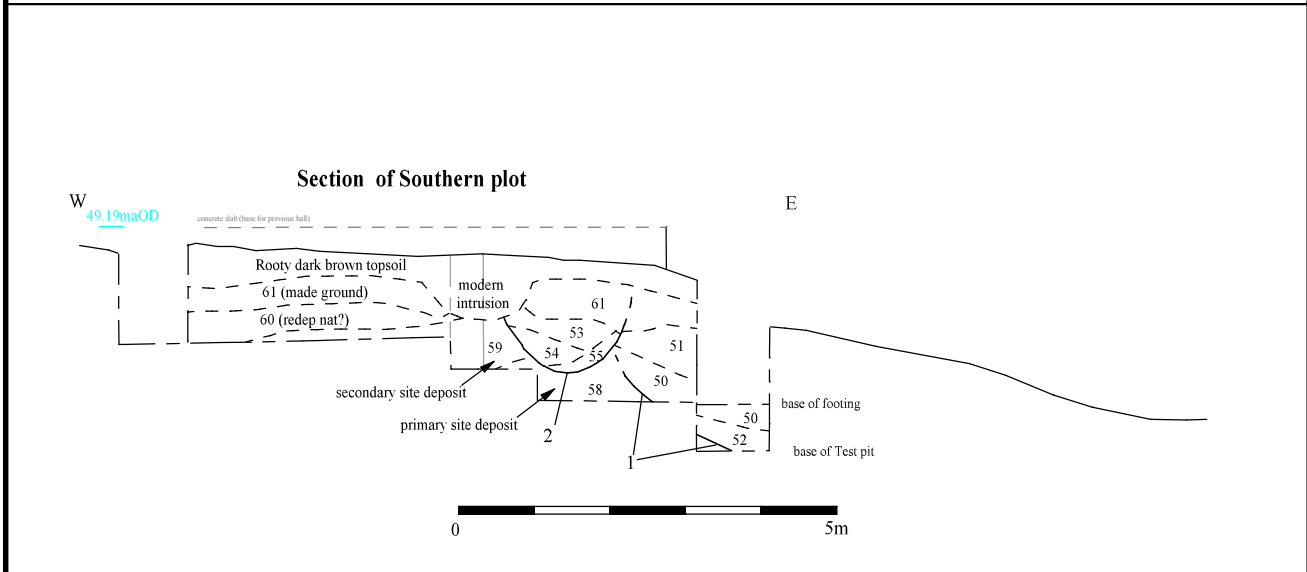 Section of Southern plot
W
E
49.19maOD
concrete slab (base for previous hall)
Rooty dark brown topsoil
modern
intrusion
61 (made ground)
61
60 (redep nat?)
53
59
54
55
51
50
58
secondary site deposit
primary site deposit
base of footing
50
52
2
1
base of Test pit
0
5m